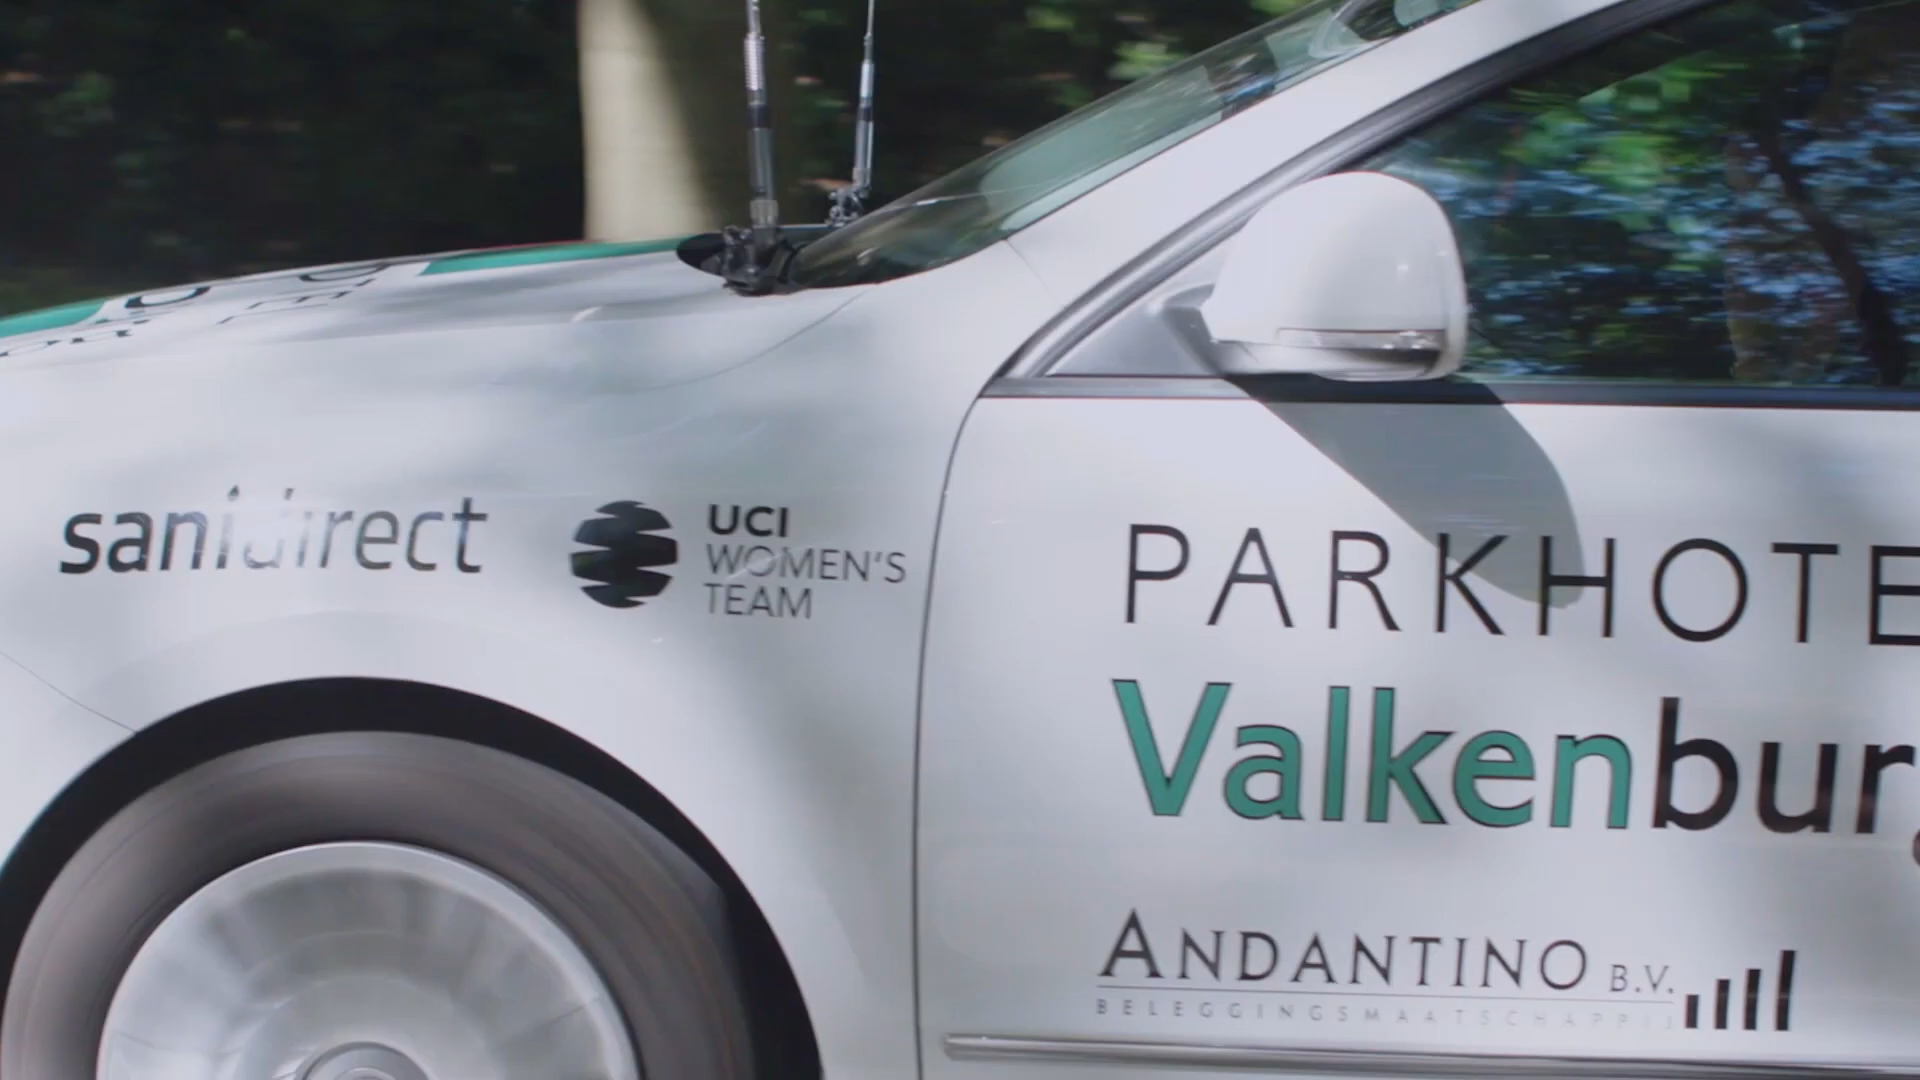 sanidirect
UCI
WOMEN'S
TEAM
PARKHOTE
Valkenbur
ANDANTINO B.V.
BELEGGINGSMAATSCHAPPIJ